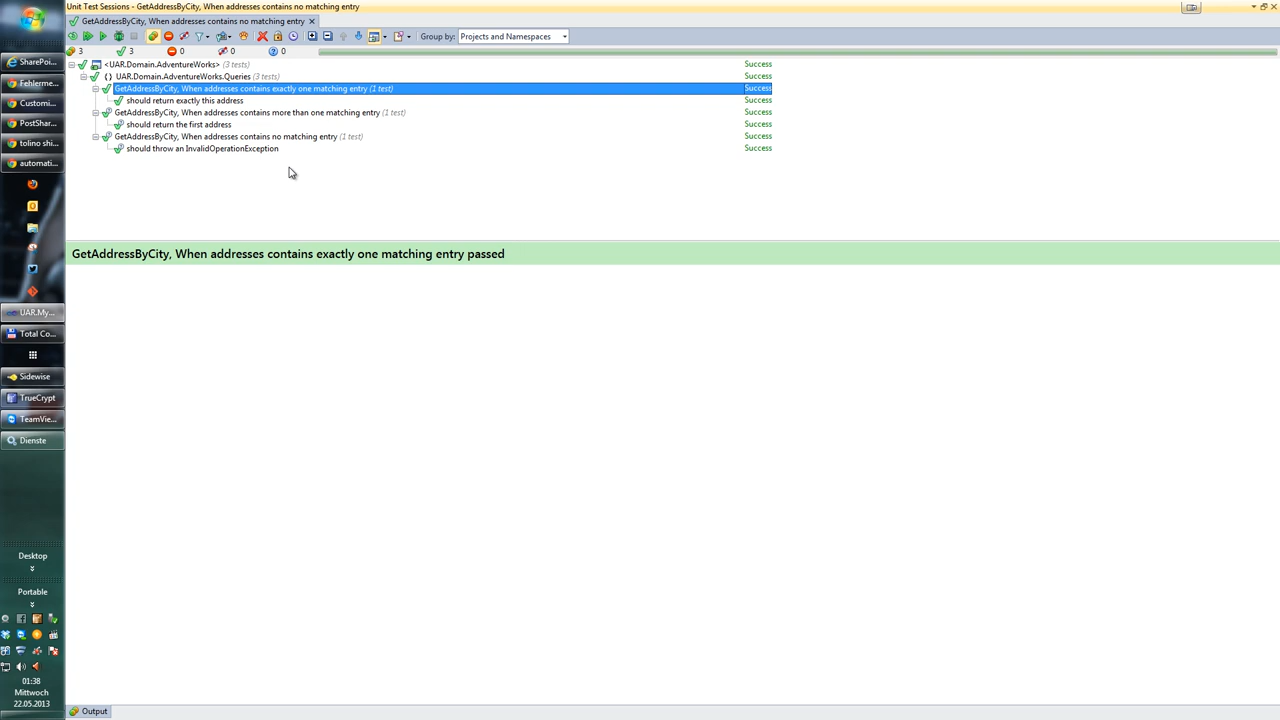 Unit Test Sessions - GetAddressByCity, When addresses contains no matching entry
GetAddressByCity, When addresses contains no matching entry
Group by: Projects and Namespaces
3 3 0 0 0
<UAR.Domain.AdventureWorks> (3 tests) Success
UAR.Domain.AdventureWorks.Queries (3 tests) Success
GetAddressByCity, When addresses contains exactly one matching entry (1 test) Success
should return exactly this address Success
GetAddressByCity, When addresses contains more than one matching entry (1 test) Success
should return the first address Success
GetAddressByCity, When addresses contains no matching entry (1 test) Success
should throw an InvalidOperationException Success
GetAddressByCity, When addresses contains exactly one matching entry passed
Output
SharePoi...
Fehlerme...
Customi...
PostShar...
tolino shi...
automati...
UAR.My...
Total Co...
Sidewise
TrueCrypt
TeamVie...
Dienste
Desktop
Portable
01:38
Mittwoch
22.05.2013